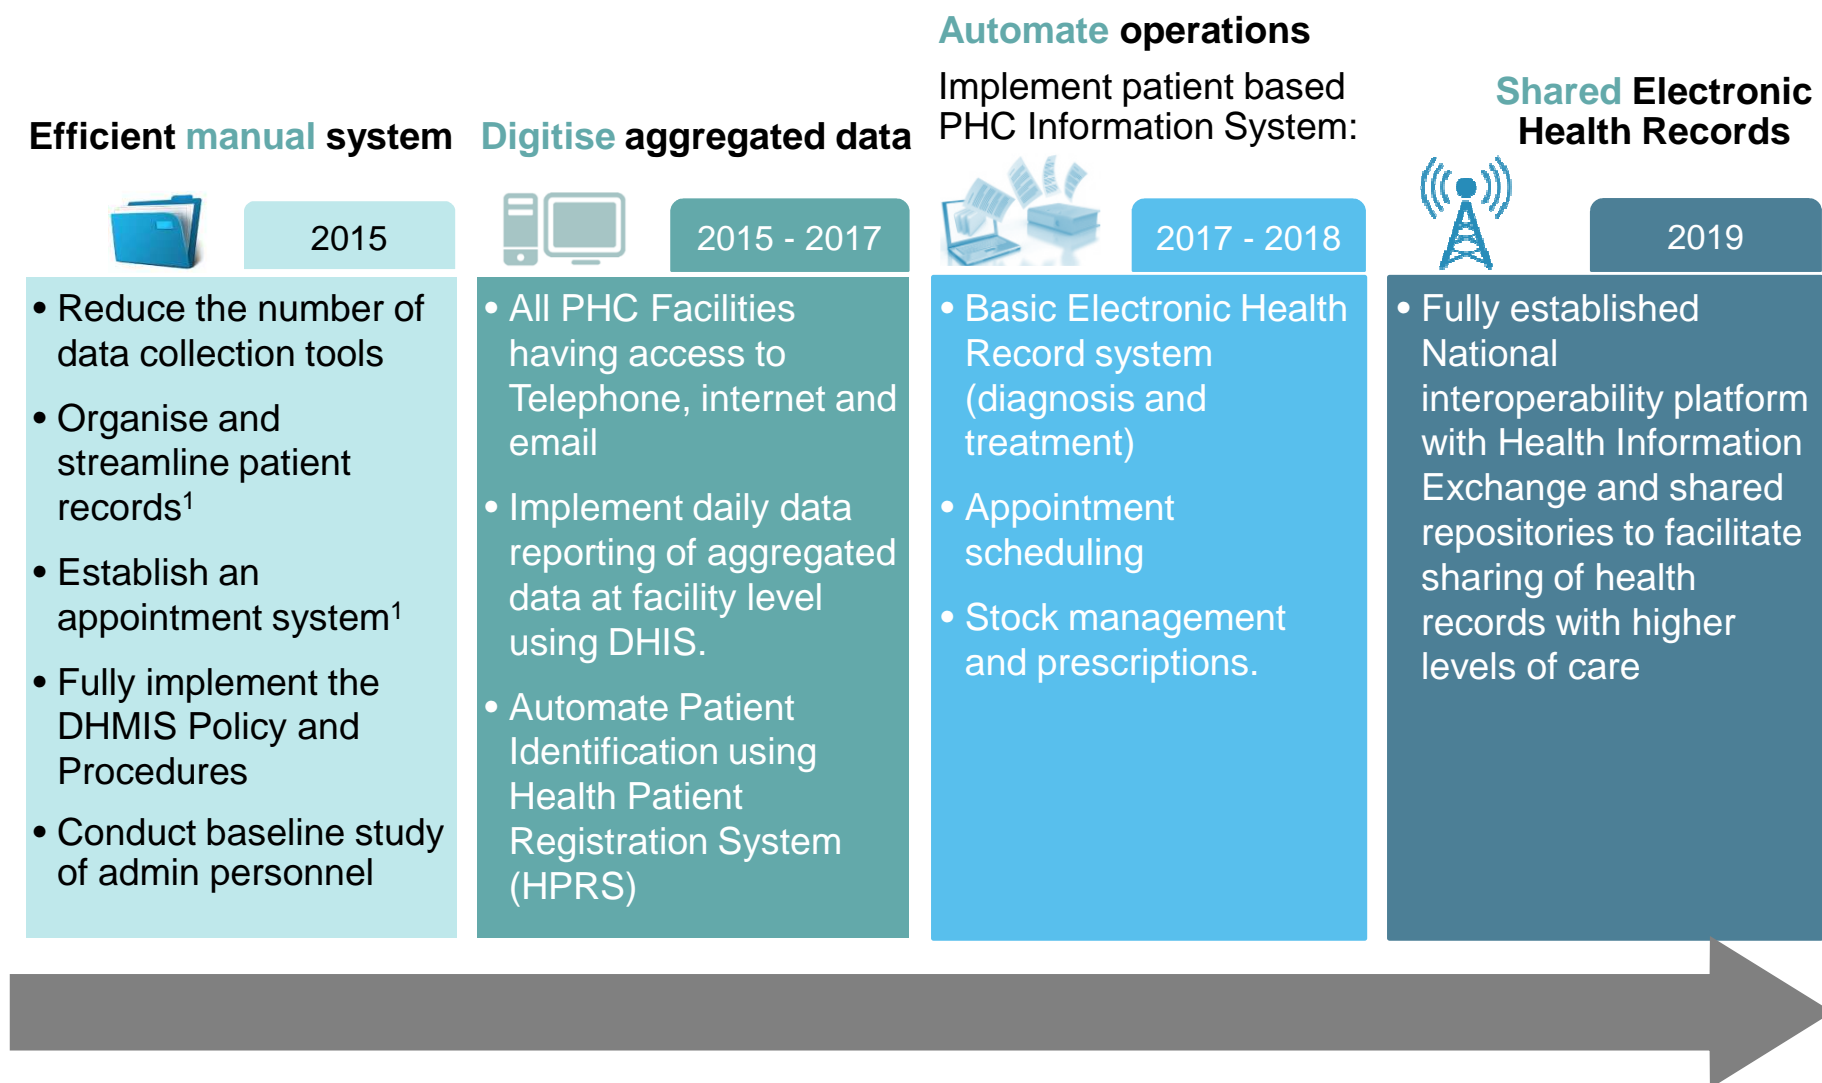 Efficient manual system
2015
• Reduce the number of
data collection tools
• Organise and
streamline patient
records¹
• Establish an
appointment system¹
• Fully implement the
DHMIS Policy and
Procedures
• Conduct baseline study
of admin personnel
Digitise aggregated data
2015 - 2017
• All PHC Facilities
having access to
Telephone, internet and
email
• Implement daily data
reporting of aggregated
data at facility level
using DHIS.
• Automate Patient
Identification using
Health Patient
Registration System
(HPRS)
Automate operations
Implement patient based
PHC Information System:
2017 - 2018
• Basic Electronic Health
Record system
(diagnosis and
treatment)
• Appointment
scheduling
• Stock management
and prescriptions.
Shared Electronic
Health Records
2019
• Fully established
National
interoperability platform
with Health Information
Exchange and shared
repositories to facilitate
sharing of health
records with higher
levels of care